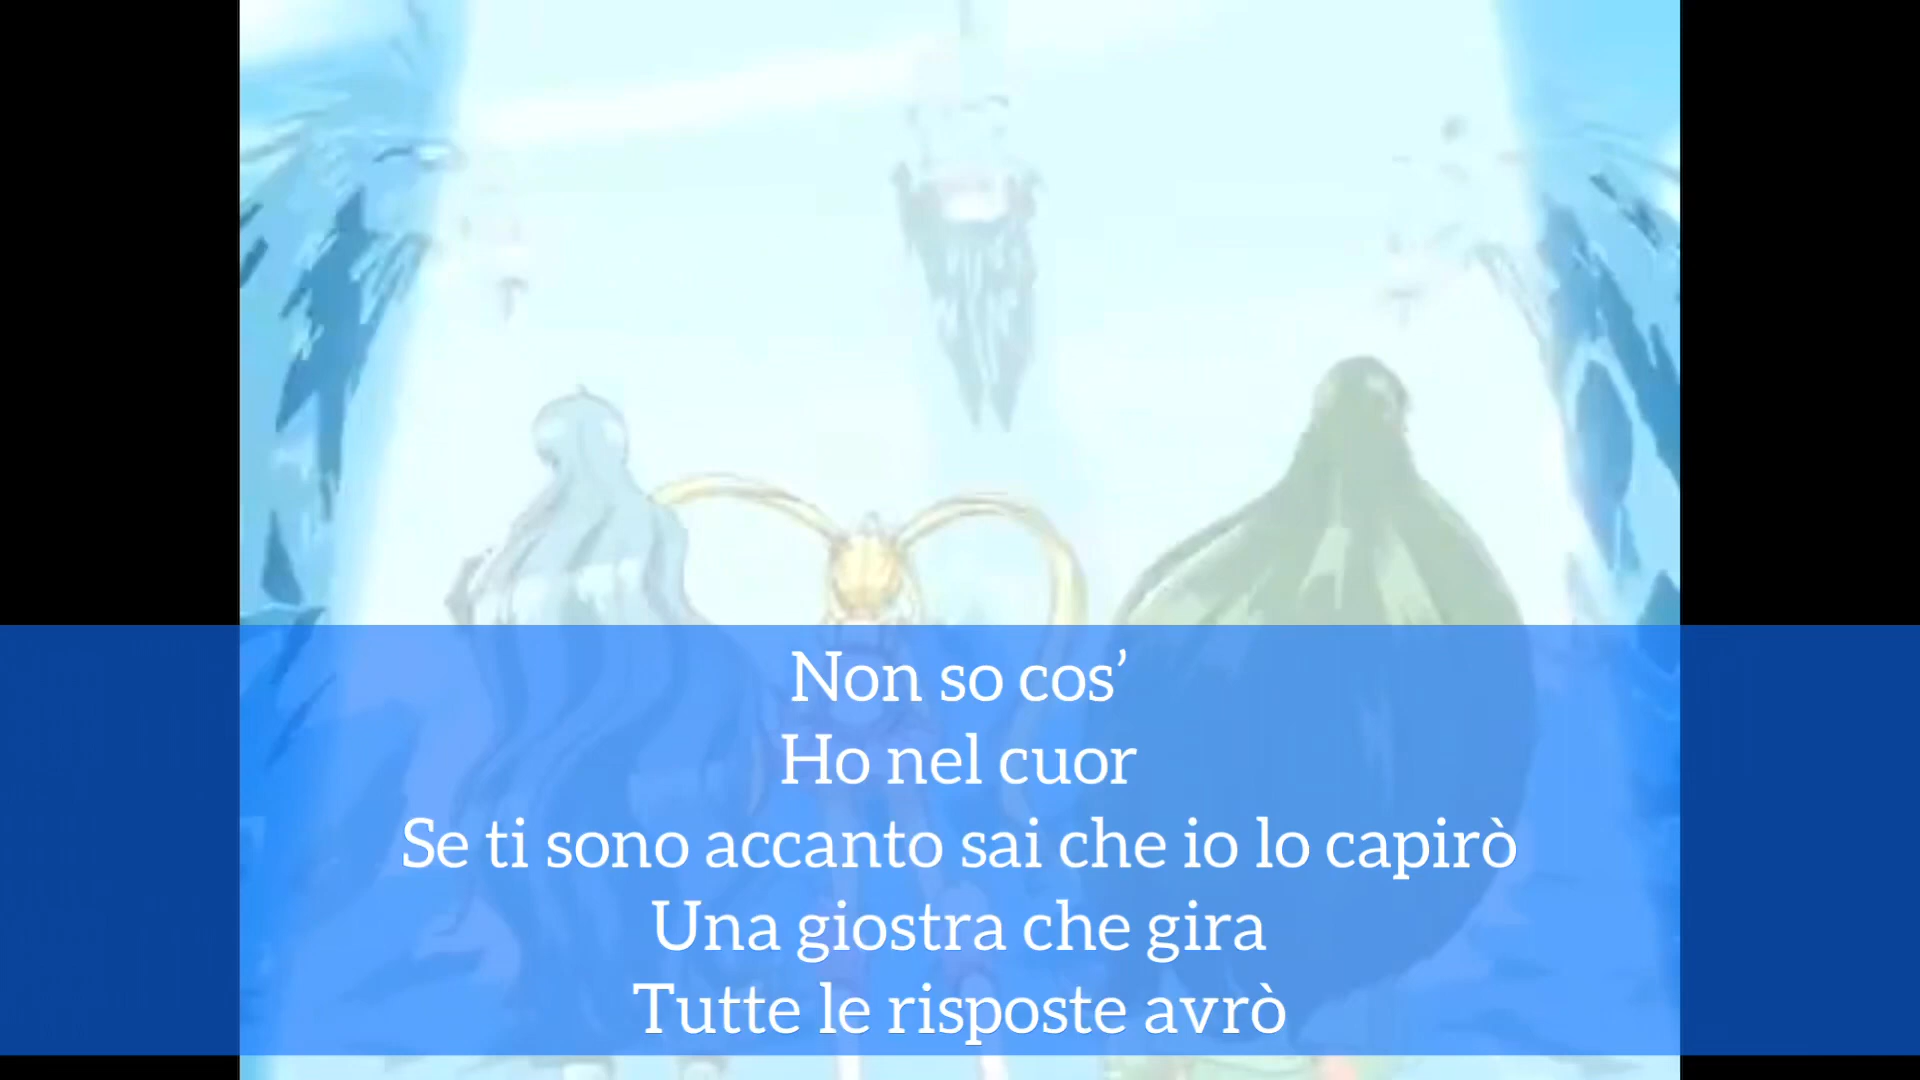 Non so cos’
Ho nel cuor
Se ti sono accanto sai che io lo capirò
Una giostra che gira
Tutte le risposte avrò